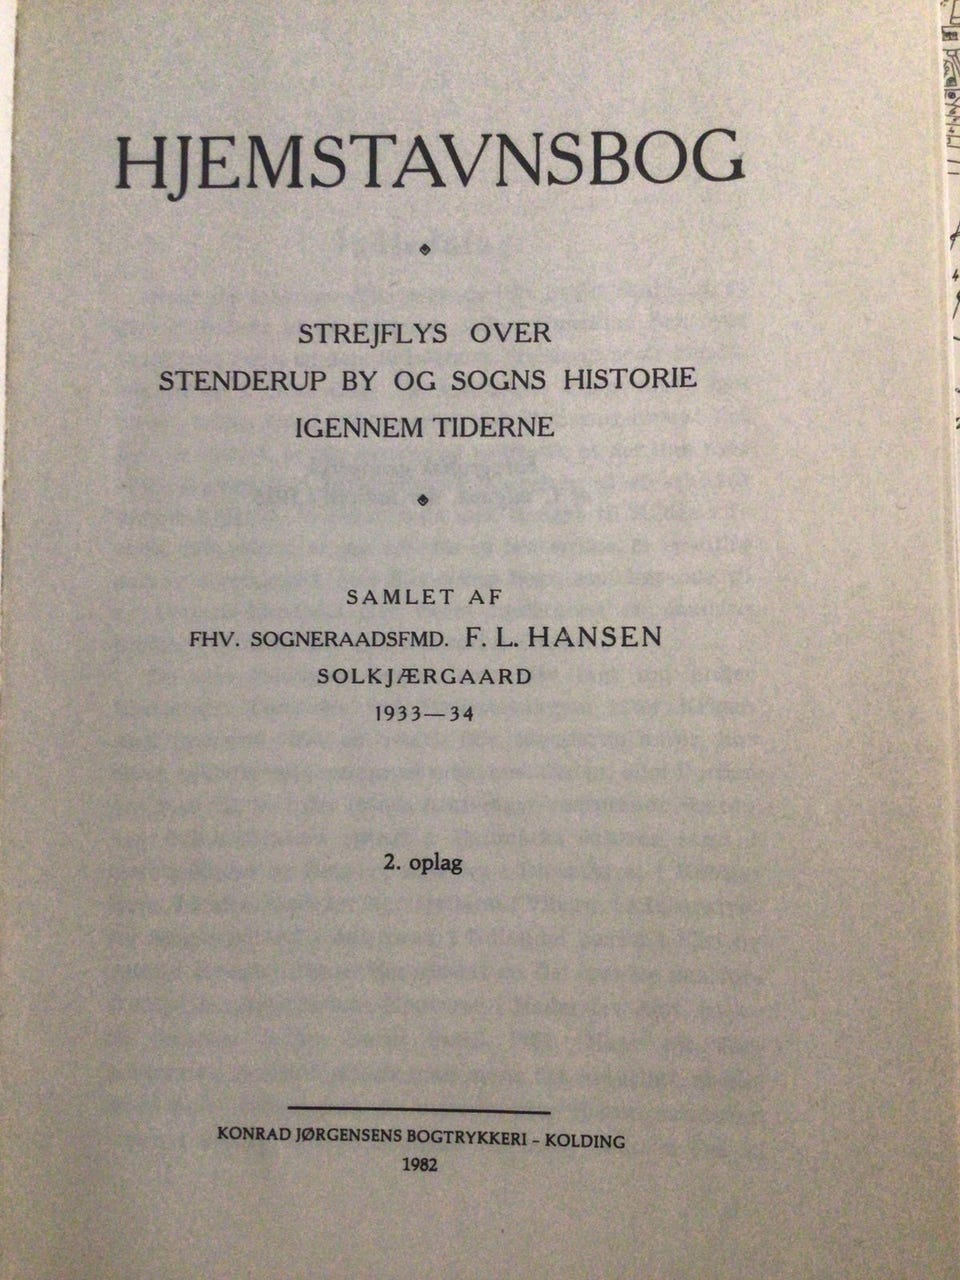 HJEMSTAVNSBOG
STREJFLYS OVER
STENDERUP BY OG SOGNS HISTORIE
IGENNEM TIDERNE
SAMLET AF
FHV. SOGNERAADSFMD. F. L. HANSEN
SOLKJÆRGAARD
1933—34
2. oplag
KONRAD JØRGENSENS BOGTRYKKERI – KOLDING
1982